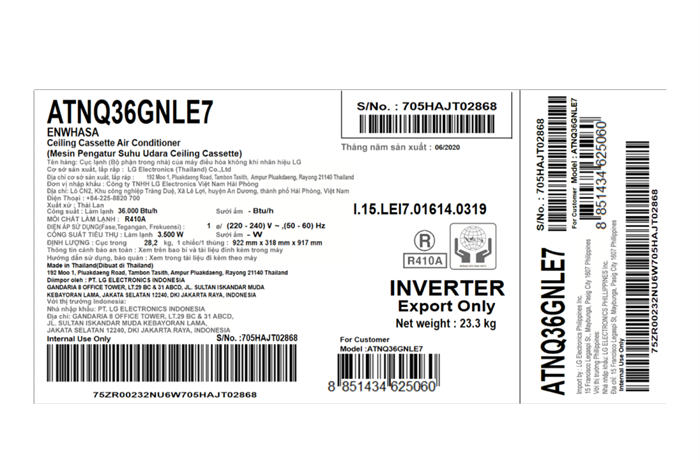 ATNQ36GNLE7
ENWHASA
Ceiling Cassette Air Conditioner
(Mesin Pengatur Suhu Udara Ceiling Cassette)
Tên hàng: Cục lạnh (Bộ phận trong nhà) của máy điều hòa không khí nhãn hiệu LG
Cơ sở sản xuất, lắp ráp : LG Electronics (Thailand) Co.,Ltd
Địa chỉ cơ sở sản xuất, lắp ráp : 192 Moo 1, Pluakdaeng Road, Tambon Tasith, Ampur Pluakdaeng, Rayong 21140 Thailand
Đơn vị nhập khẩu : Công ty TNHH LG Electronics Việt Nam Hải Phòng
Địa chỉ: Lô CN2, Khu công nghiệp Tràng Duệ, Xã Lê Lợi, huyện An Dương, thành phố Hải Phòng, Việt Nam
Điện Thoại : +84-225-8820 700
Xuất xứ : Thái Lan
Công suất : Làm lạnh 36.000 Btu/h Sưởi ấm - Btu/h
MÔI CHẤT LÀM LẠNH : R410A
ĐIỆN ÁP SỬ DỤNG(Fase,Tegangan, Frekuensi) : 1 ø/ (220 - 240) V ~ ,(50 - 60) Hz
CÔNG SUẤT TIÊU THỤ : Làm lạnh 3.500 W Sưởi ấm - W
ĐỊNH LƯỢNG : Cục trong 28,2 kg, 1 chiếc/1 thùng : 922 mm x 318 mm x 917 mm
Thông tin cảnh báo an toàn : Xem trên bao bì và tài liệu đính kèm trong máy
Hướng dẫn sử dụng, bảo quản : Xem trong tài liệu đi kèm theo máy
Made in Thailand(Dibuat di Thailand)
192 Moo 1, Pluakdaeng Road, Tambon Tasith, Ampur Pluakdaeng, Rayong 21140 Thailand
Diimpor oleh : PT. LG ELECTRONICS INDONESIA
GANDARIA 8 OFFICE TOWER, LT.29 BC & 31 ABCD, JL. SULTAN ISKANDAR MUDA
KEBAYORAN LAMA, JAKARTA SELATAN 12240, DKI JAKARTA RAYA, INDONESIA
Với thị trường Indonesia:
Nhà nhập khẩu: PT. LG ELECTRONICS INDONESIA
Địa chỉ: GANDARIA 8 OFFICE TOWER, LT.29 BC & 31 ABCD,
JL. SULTAN ISKANDAR MUDA KEBAYORAN LAMA,
JAKATA SELATAN 12240, DKI JAKARTA RAYA, INDONESIA
Internal Use Only S/No. :705HAJT02868
75ZR00232NU6W705HAJT02868
S/No. : 705HAJT02868
Tháng năm sản xuất : 06/2020
I.15.LEI7.01614.0319
R
R410A
INVERTER
Export Only
Net weight : 23.3 kg
For Customer
Model :ATNQ36GNLE7
8 851434 625060
ATNQ36GNLE7
Import by : LG Electronics Philippines Inc.
15 Francisco Legaspi St., Maybunga, Pasig City 1607 Philippines
Với thị trường Philippines:
Nhà nhập khẩu: LG ELECTRONICS PHILIPPINES INC.
Địa chỉ: 15 Francisco Legaspi St., Maybunga, Pasig City 1607 Philippines
Internal Use Only
S/No. : 705HAJT02868
For Customer Model : ATNQ36GNLE7
8 851434 625060
75ZR00232NU6W705HAJT02868